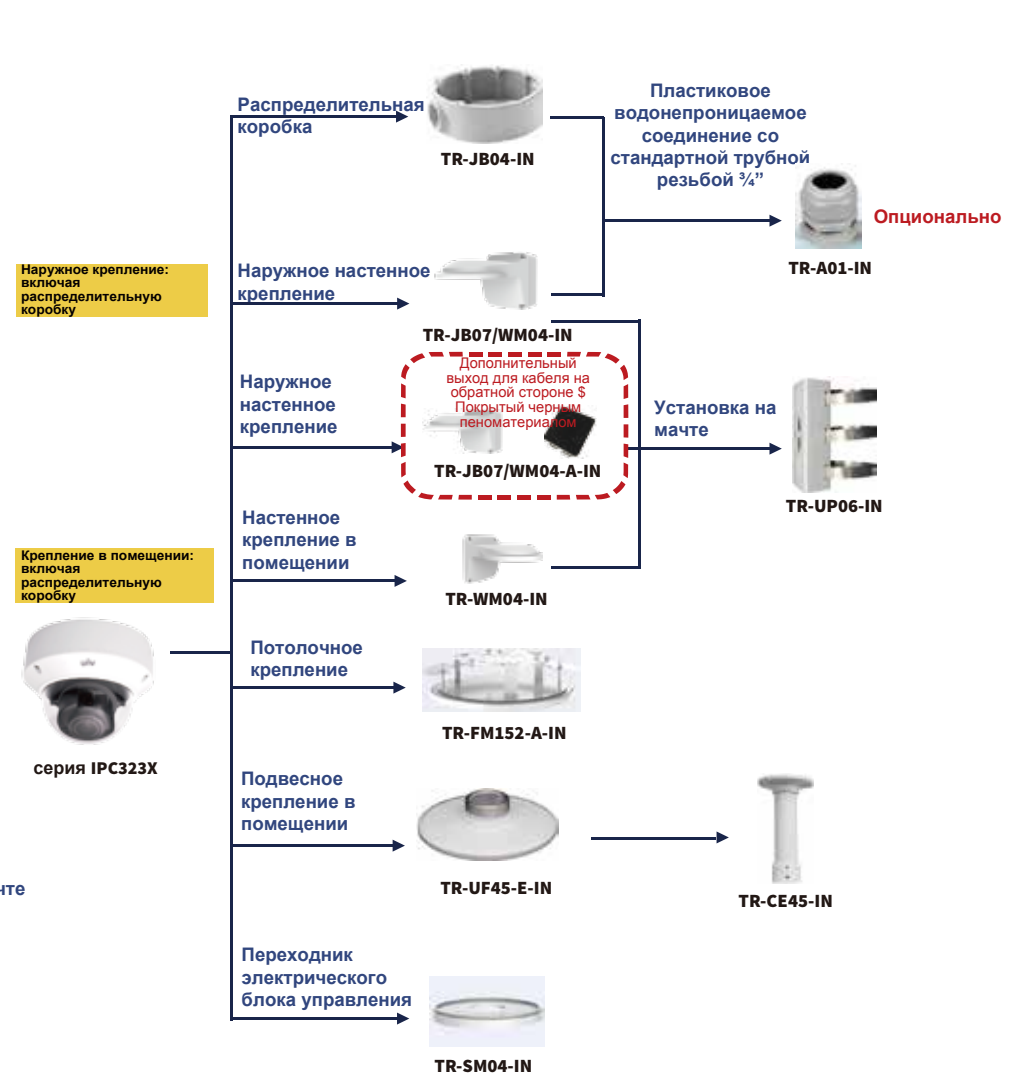 Распределительная
коробка
TR-JB04-IN
Пластиковое
водонепроницаемое
соединение со
стандартной трубной
резьбой ¾”
Опционально
TR-A01-IN
Наружное крепление:
включая
распределительную
коробку
Наружное настенное
крепление
TR-JB07/WM04-IN
Наружное
настенное
крепление
Дополнительный
выход для кабеля на
обратной стороне $
Покрытый черным
пеноматериалом
TR-JB07/WM04-A-IN
Установка на
мачте
TR-UP06-IN
Настенное
крепление в
помещении
TR-WM04-IN
Крепление в помещении:
включая
распределительную
коробку
серия IPC323X
Потолочное
крепление
TR-FM152-A-IN
Подвесное
крепление в
помещении
TR-UF45-E-IN
TR-CE45-IN
чте
Переходник
электрического
блока управления
TR-SM04-IN